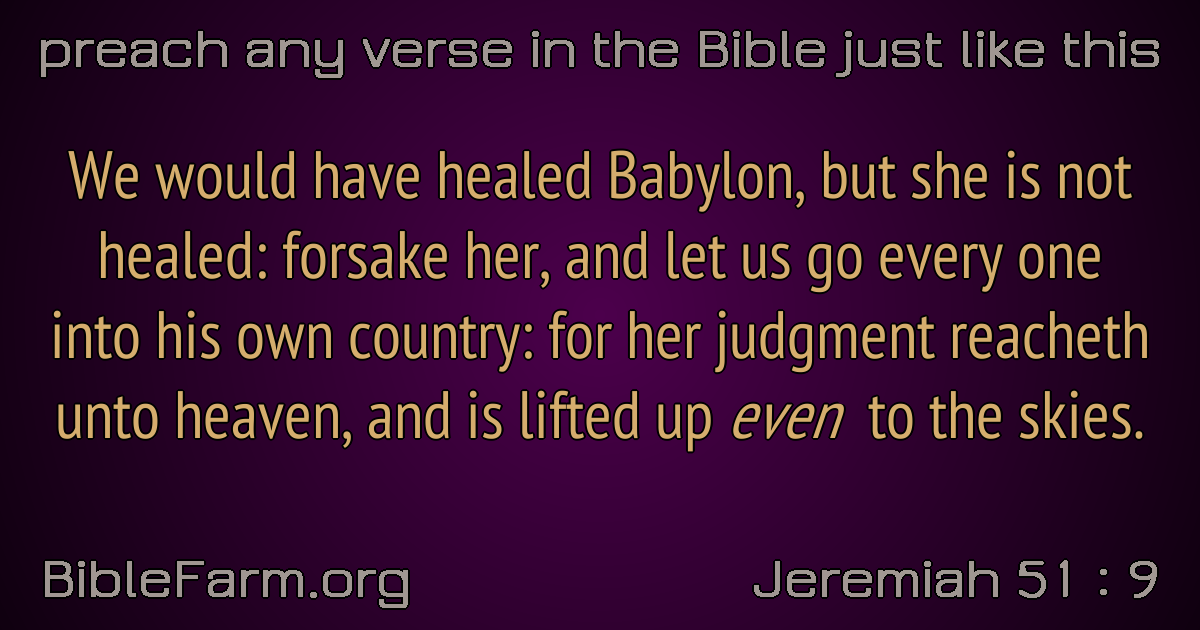 preach any verse in the Bible just like this
We would have healed Babylon, but she is not
healed: forsake her, and let us go every one
into his own country: for her judgment reacheth
unto heaven, and is lifted up even to the skies.
BibleFarm.org
Jeremiah 51 : 9